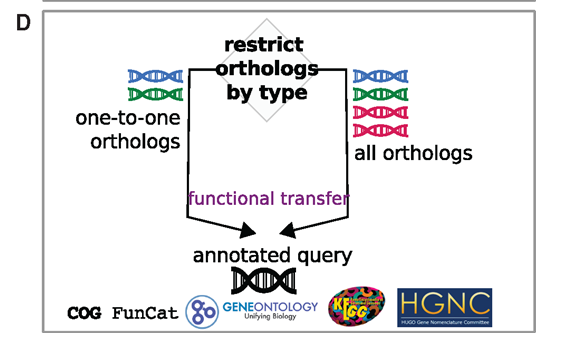 D
restrict
orthologs
by type
one-to-one
orthologs
all orthologs
functional transfer
annotated query
COG FunCat
GO
GENEONTOLOGY
Unifying Biology
KEGG
HGNC
HUGO Gene Nomenclature Committee